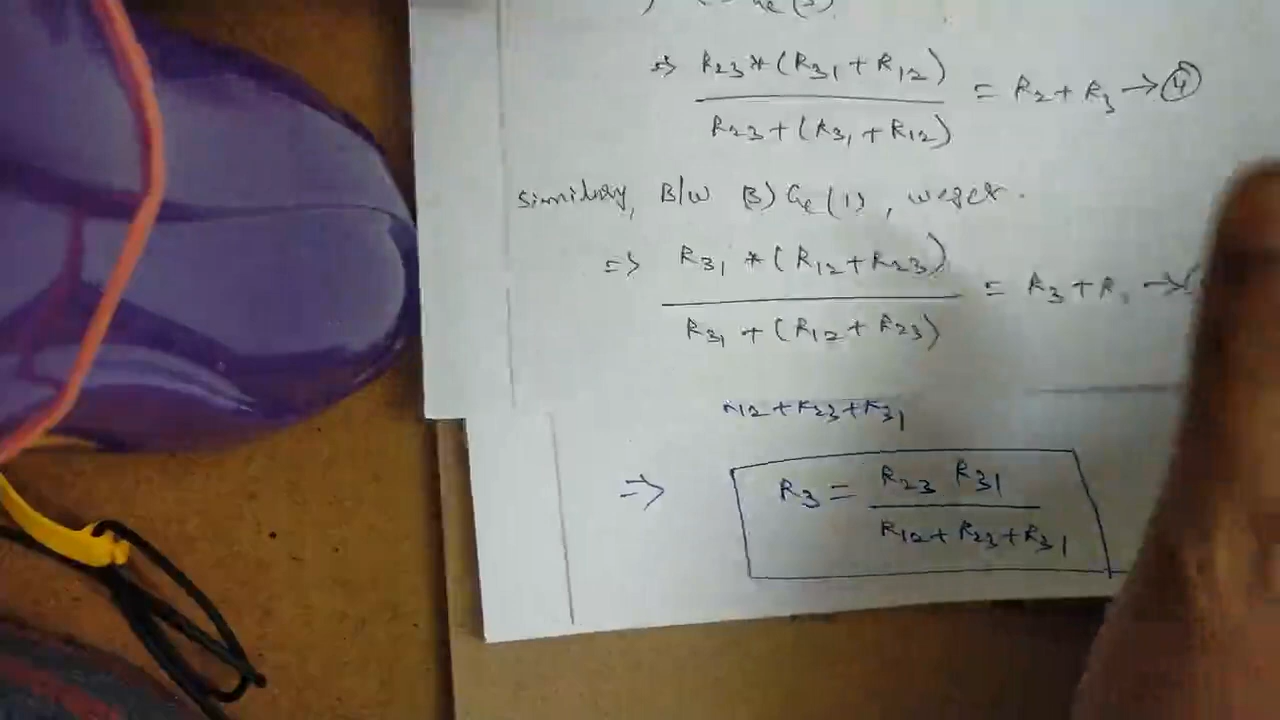 => R23 * (R31 + R12) / R23 + (R31 + R12) = R2 + R3 → ④
similary, B/W (3) & (1), we get.
=> R31 * (R12 + R23) / R31 + (R12 + R23) = R3 + R1 →
R12 + R23 + R31
=> R3 = R23 R31 / R12 + R23 + R31